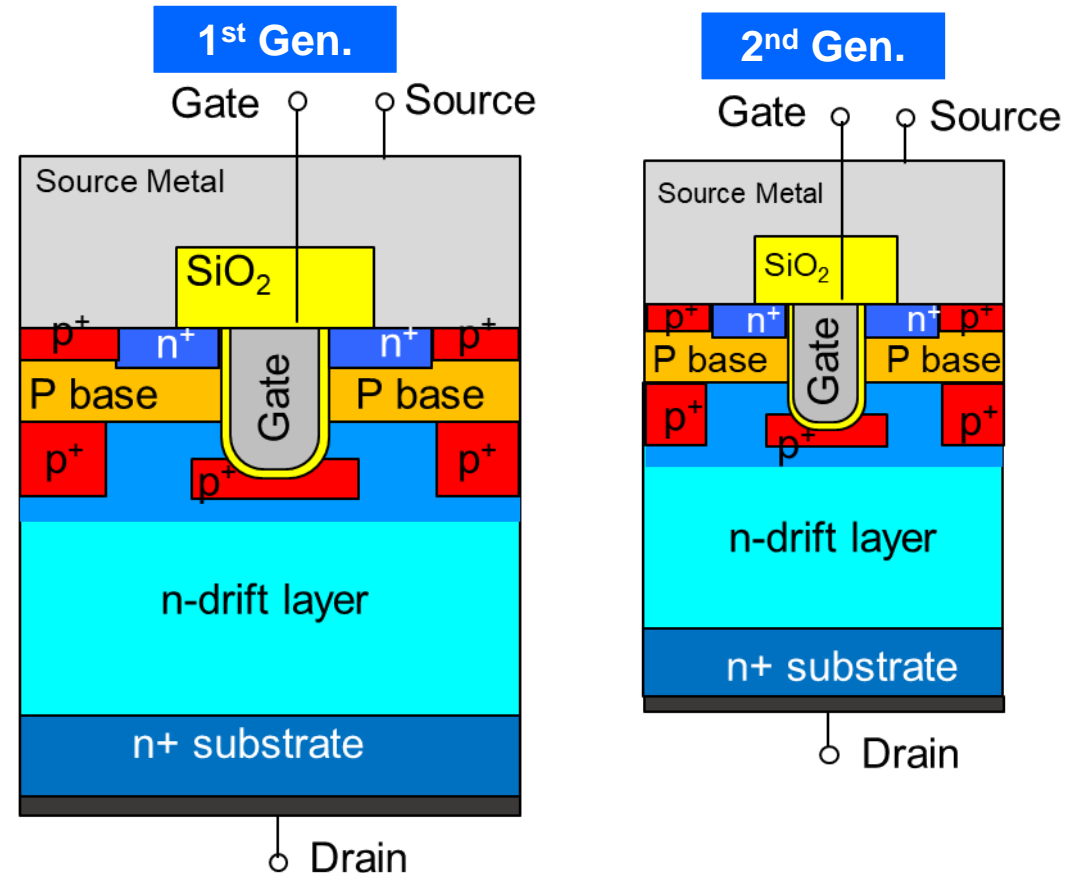 1st Gen.
Gate
Source
Source Metal
SiO2
p+
n+
n+
p+
P base
Gate
P base
p+
p+
p+
n-drift layer
n+ substrate
Drain
2nd Gen.
Gate
Source
Source Metal
SiO2
p+
n+
n+
p+
P base
Gate
P base
p+
p+
p+
n-drift layer
n+ substrate
Drain